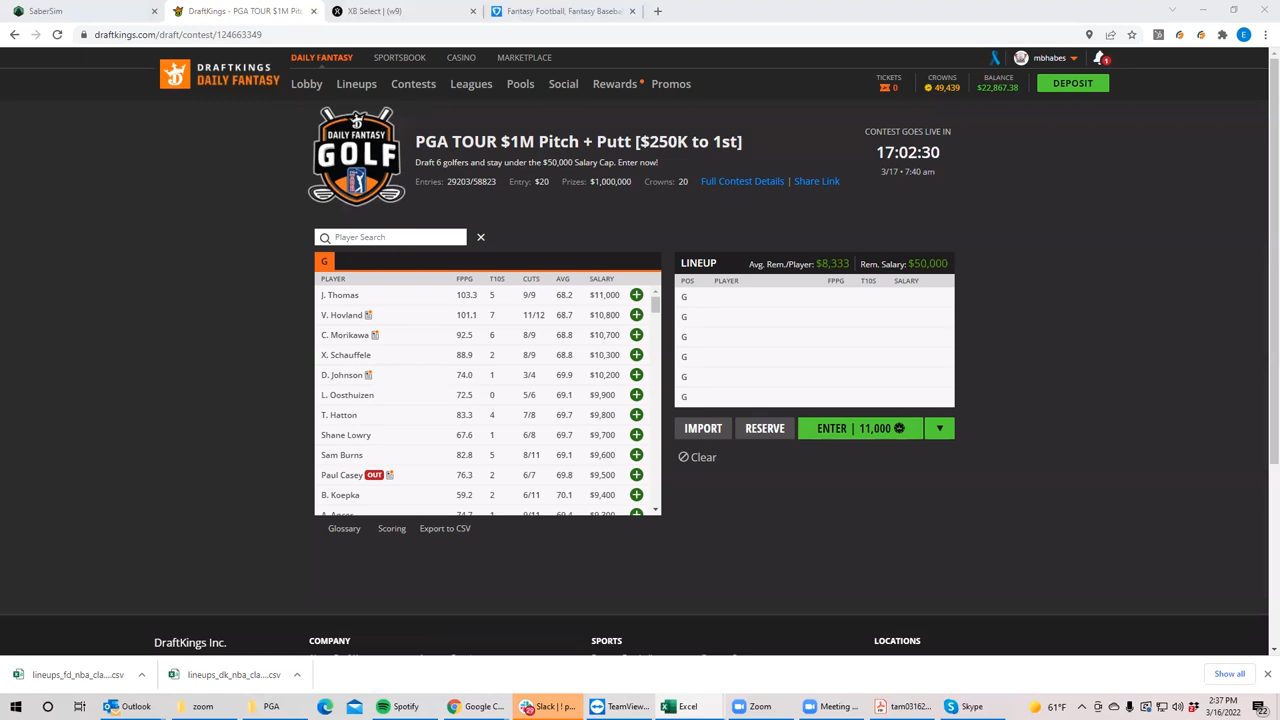 SaberSim
DraftKings - PGA TOUR $1M Pitc
XB Select | (w9)
Fantasy Football, Fantasy Baseba
draftkings.com/draft/contest/124663349
E
DRAFTKINGS
DAILY FANTASY
DAILY FANTASY
SPORTSBOOK
CASINO
MARKETPLACE
mbhabes
1
Lobby
Lineups
Contests
Leagues
Pools
Social
Rewards
Promos
TICKETS
0
CROWNS
49,439
BALANCE
$22,867.38
DEPOSIT
DAILY FANTASY
GOLF
PGA TOUR $1M Pitch + Putt [$250K to 1st]
Draft 6 golfers and stay under the $50,000 Salary Cap. Enter now!
Entries: 29203/58823 Entry: $20 Prizes: $1,000,000 Crowns: 20 Full Contest Details | Share Link
CONTEST GOES LIVE IN
17:02:30
3/17 • 7:40 am
Player Search
G
PLAYER FPPG T10S CUTS AVG SALARY
J. Thomas 103.3 5 9/9 68.2 $11,000
V. Hovland 101.1 7 11/12 68.7 $10,800
C. Morikawa 92.5 6 8/9 68.8 $10,700
X. Schauffele 88.9 2 8/9 68.8 $10,300
D. Johnson 74.0 1 3/4 69.9 $10,200
L. Oosthuizen 72.5 0 5/6 69.1 $9,900
T. Hatton 83.3 4 7/8 69.7 $9,800
Shane Lowry 67.6 1 6/8 69.7 $9,700
Sam Burns 82.8 5 8/11 69.1 $9,600
Paul Casey OUT 76.3 2 6/7 69.8 $9,500
B. Koepka 59.2 2 6/11 70.1 $9,400
Glossary
Scoring
Export to CSV
LINEUP Avg. Rem./Player: $8,333 Rem. Salary: $50,000
POS PLAYER FPPG T10S SALARY
G
G
G
G
G
G
IMPORT
RESERVE
ENTER | 11,000
Clear
DraftKings Inc.
COMPANY
SPORTS
LOCATIONS
lineups_fd_nba_cla....csv
lineups_dk_nba_cla....csv
Show all
Outlook
zoom
PGA
Spotify
Google C...
Slack | ! p...
TeamView...
Excel
Zoom
Meeting ...
tam03162...
Skype
61°F
2:37 PM
3/16/2022
22